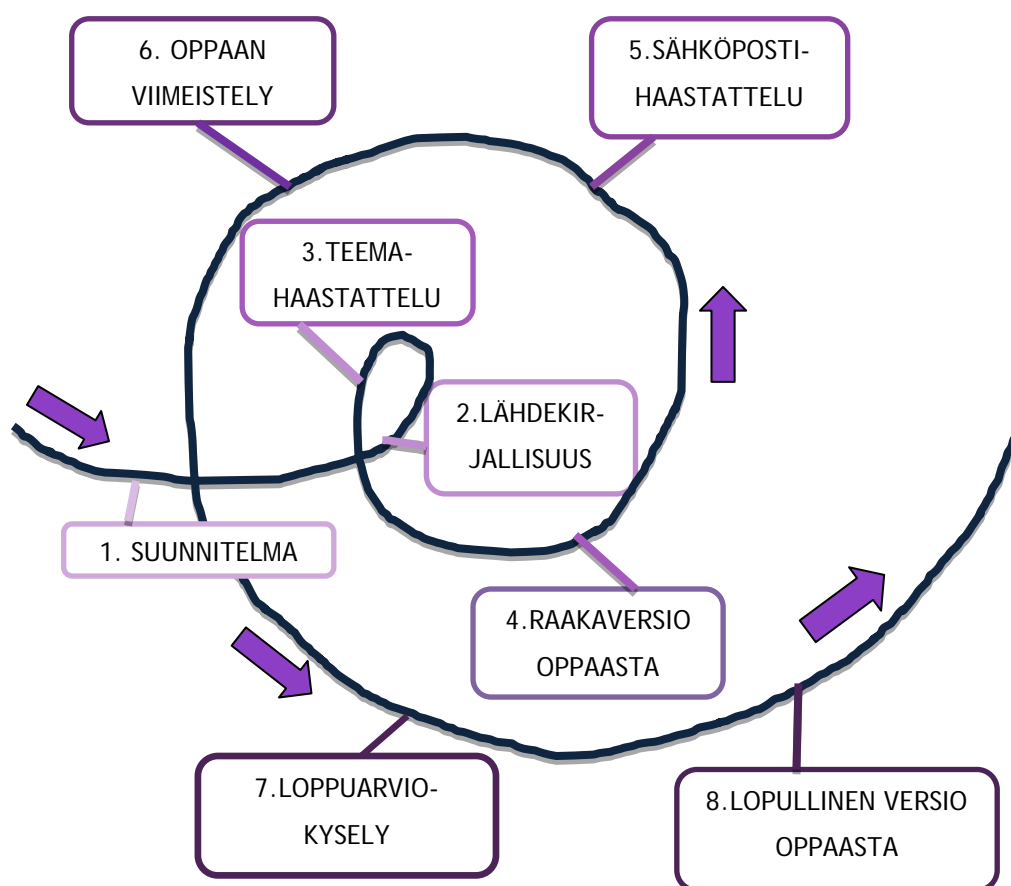 6. OPPAAN
VIIMEISTELY
5.SÄHKÖPOSTI-
HAASTATTELU
3.TEEMA-
HAASTATTELU
2.LÄHDEKIR-
JALLISUUS
1. SUUNNITELMA
4.RAAKAVERSIO
OPPAASTA
7.LOPPUARVIO-
KYSELY
8.LOPULLINEN VERSIO
OPPAASTA